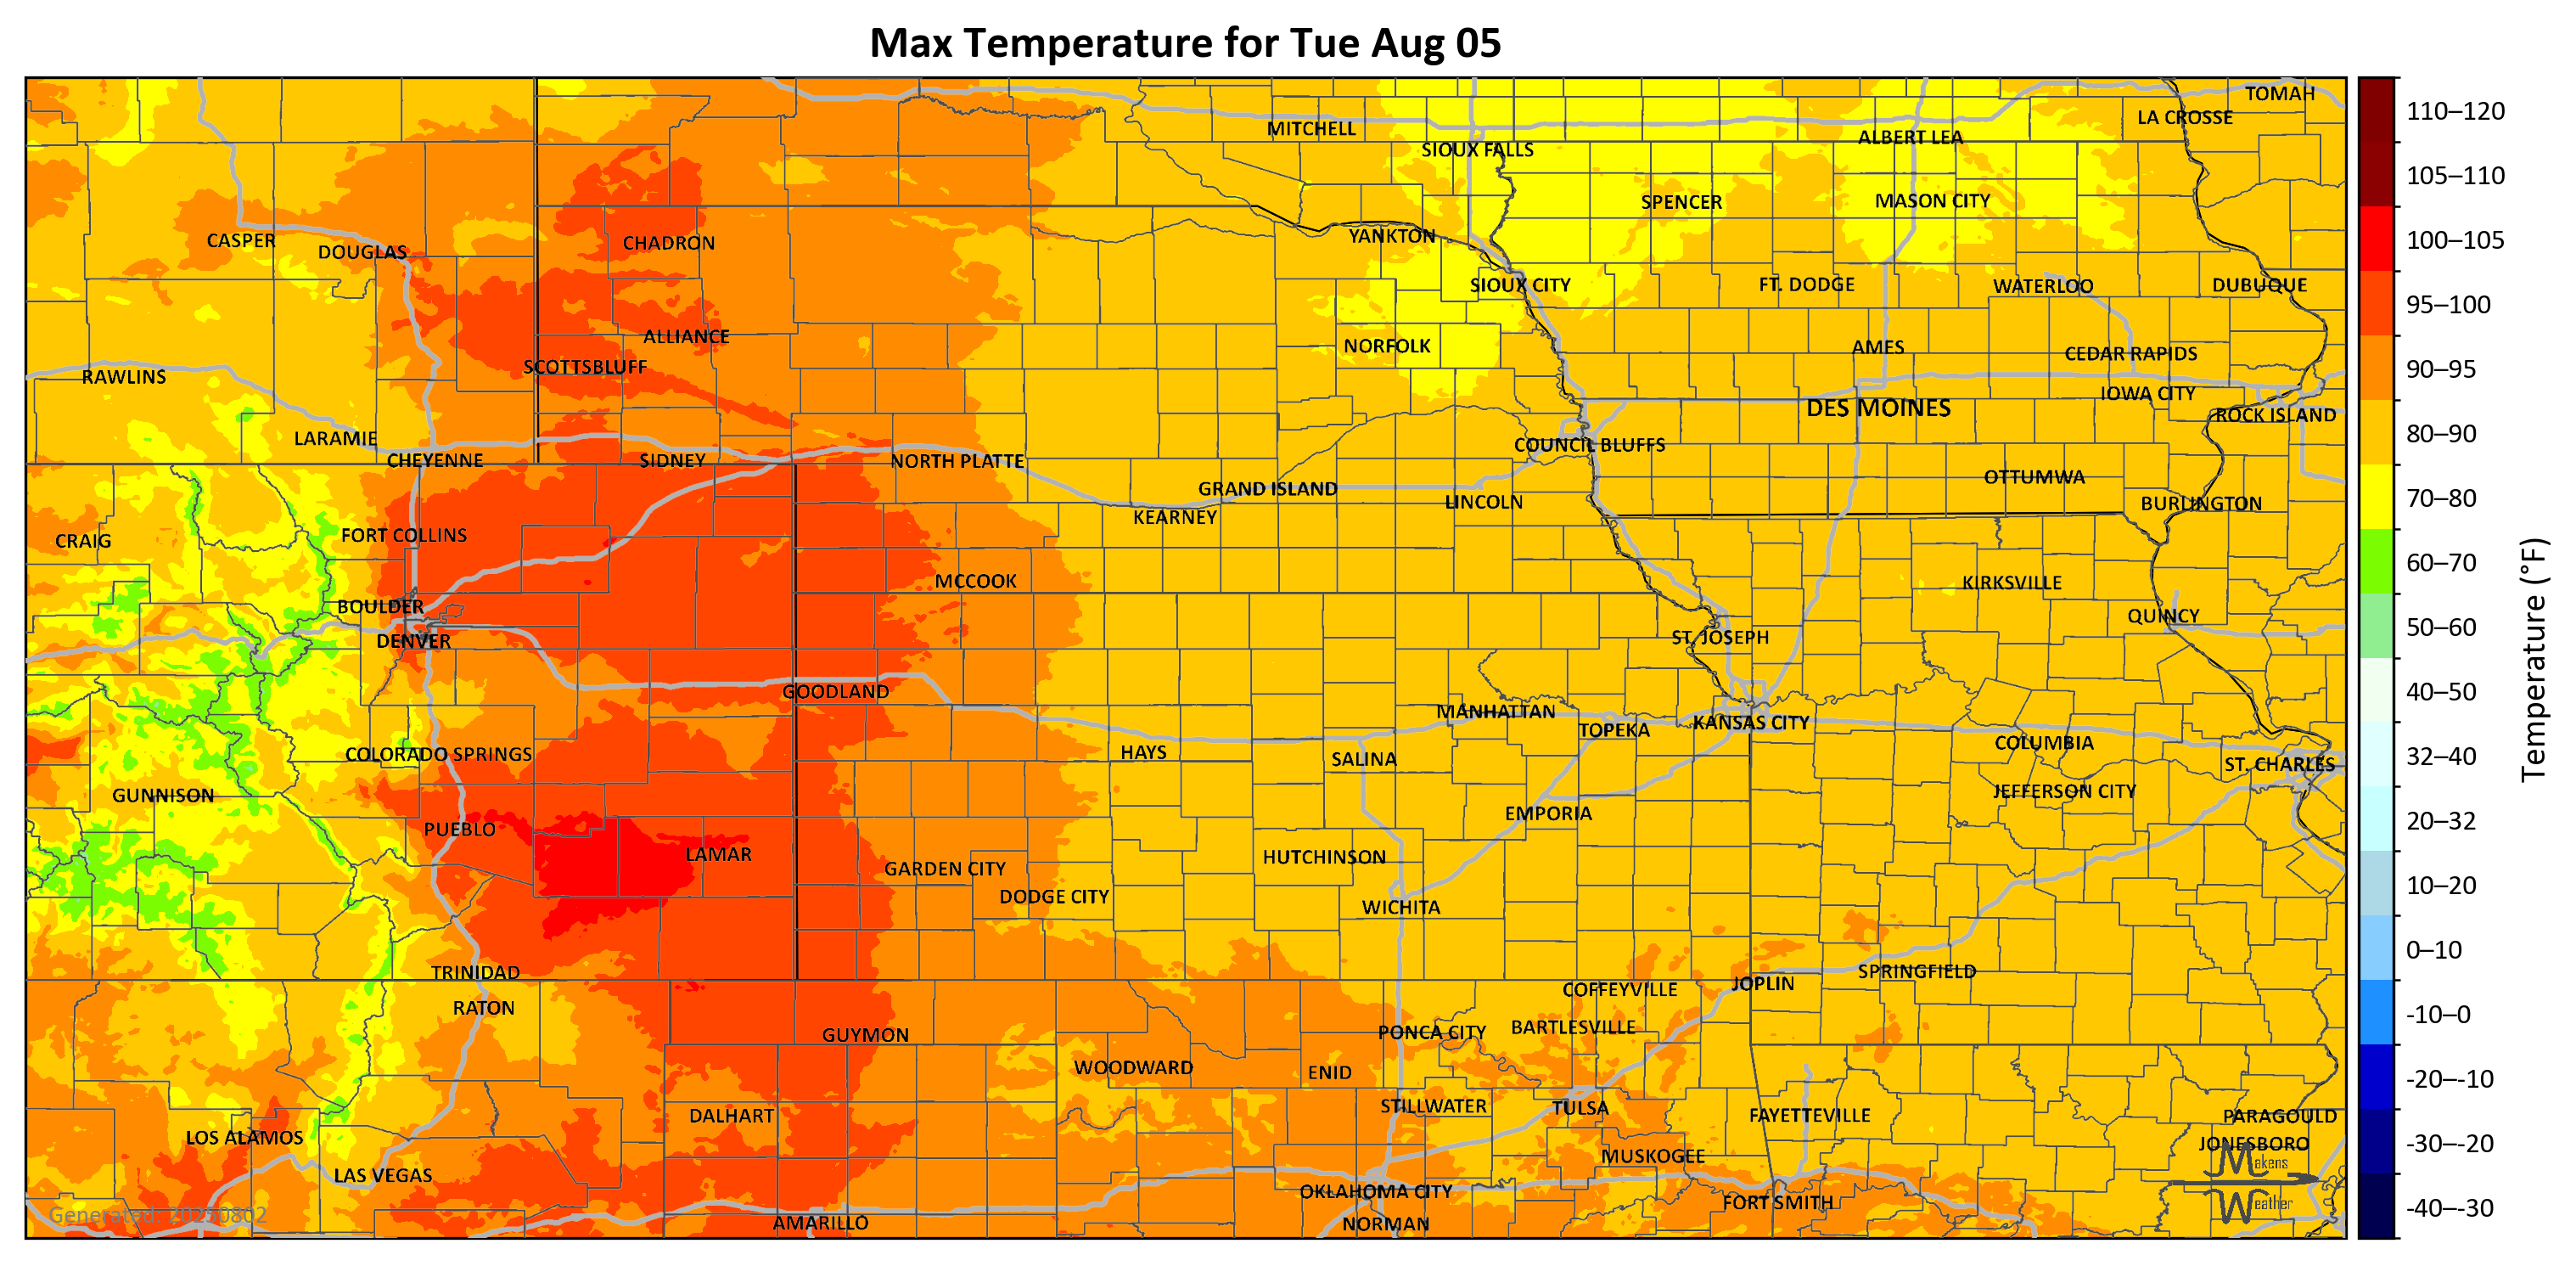 Max Temperature for Tue Aug 05
TOMAH
LA CROSSE
MITCHELL
ALBERT LEA
SIOUX FALLS
SPENCER
MASON CITY
CASPER
DOUGLAS
CHADRON
YANKTON
SIOUX CITY
FT. DODGE
WATERLOO
DUBUQUE
ALLIANCE
NORFOLK
AMES
CEDAR RAPIDS
SCOTTSBLUFF
RAWLINS
IOWA CITY
DES MOINES
ROCK ISLAND
LARAMIE
COUNCIL BLUFFS
CHEYENNE
SIDNEY
NORTH PLATTE
OTTUMWA
GRAND ISLAND
LINCOLN
BURLINGTON
KEARNEY
FORT COLLINS
CRAIG
MCCOOK
KIRKSVILLE
BOULDER
QUINCY
DENVER
ST. JOSEPH
GOODLAND
MANHATTAN
TOPEKA
KANSAS CITY
COLUMBIA
COLORADO SPRINGS
HAYS
SALINA
ST. CHARLES
GUNNISON
JEFFERSON CITY
EMPORIA
PUEBLO
LAMAR
HUTCHINSON
GARDEN CITY
DODGE CITY
WICHITA
TRINIDAD
SPRINGFIELD
JOPLIN
COFFEYVILLE
RATON
GUYMON
PONCA CITY
BARTLESVILLE
WOODWARD
ENID
STILLWATER
TULSA
DALHART
FAYETTEVILLE
PARAGOULD
LOS ALAMOS
JONESBORO
MUSKOGEE
LAS VEGAS
OKLAHOMA CITY
FORT SMITH
AMARILLO
NORMAN
Makens
Weather
Generated: 20250802
110–120
105–110
100–105
95–100
90–95
80–90
70–80
60–70
50–60
40–50
32–40
20–32
10–20
0–10
-10–0
-20–-10
-30–-20
-40–-30
Temperature (°F)